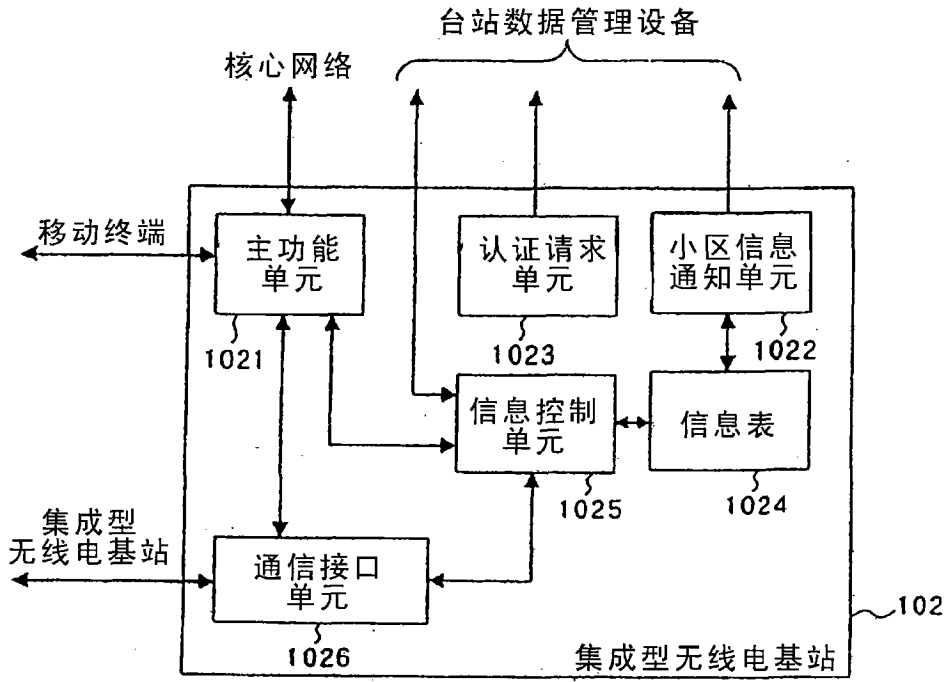 台站数据管理设备
核心网络
移动终端
主功能
单元
1021
认证请求
单元
1023
小区信息
通知单元
1022
信息控制
单元
1025
信息表
1024
集成型
无线电基站
通信接口
单元
1026
102
集成型无线电基站